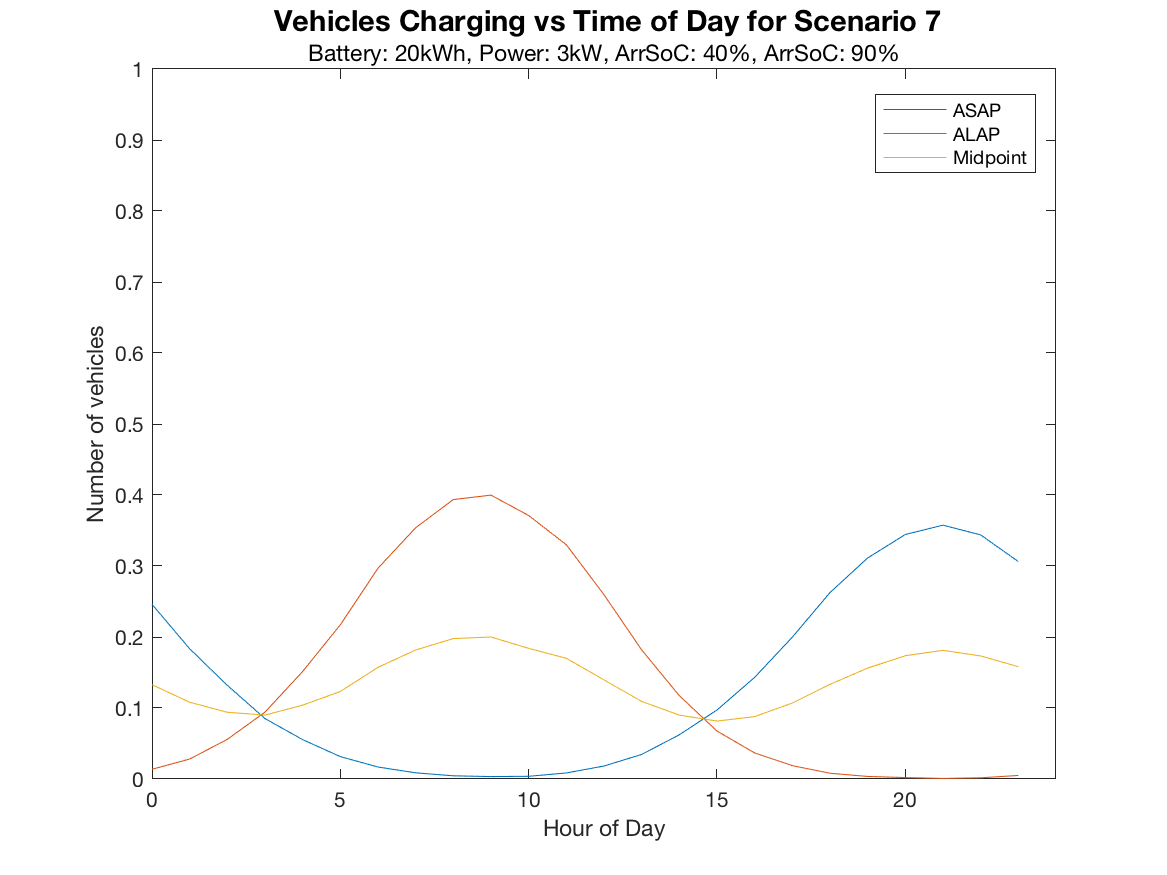 Vehicles Charging vs Time of Day for Scenario 7
Battery: 20kWh, Power: 3kW, ArrSoC: 40%, ArrSoC: 90%
ASAP
ALAP
Midpoint
Number of vehicles
1
0.9
0.8
0.7
0.6
0.5
0.4
0.3
0.2
0.1
0
0 5 10 15 20
Hour of Day